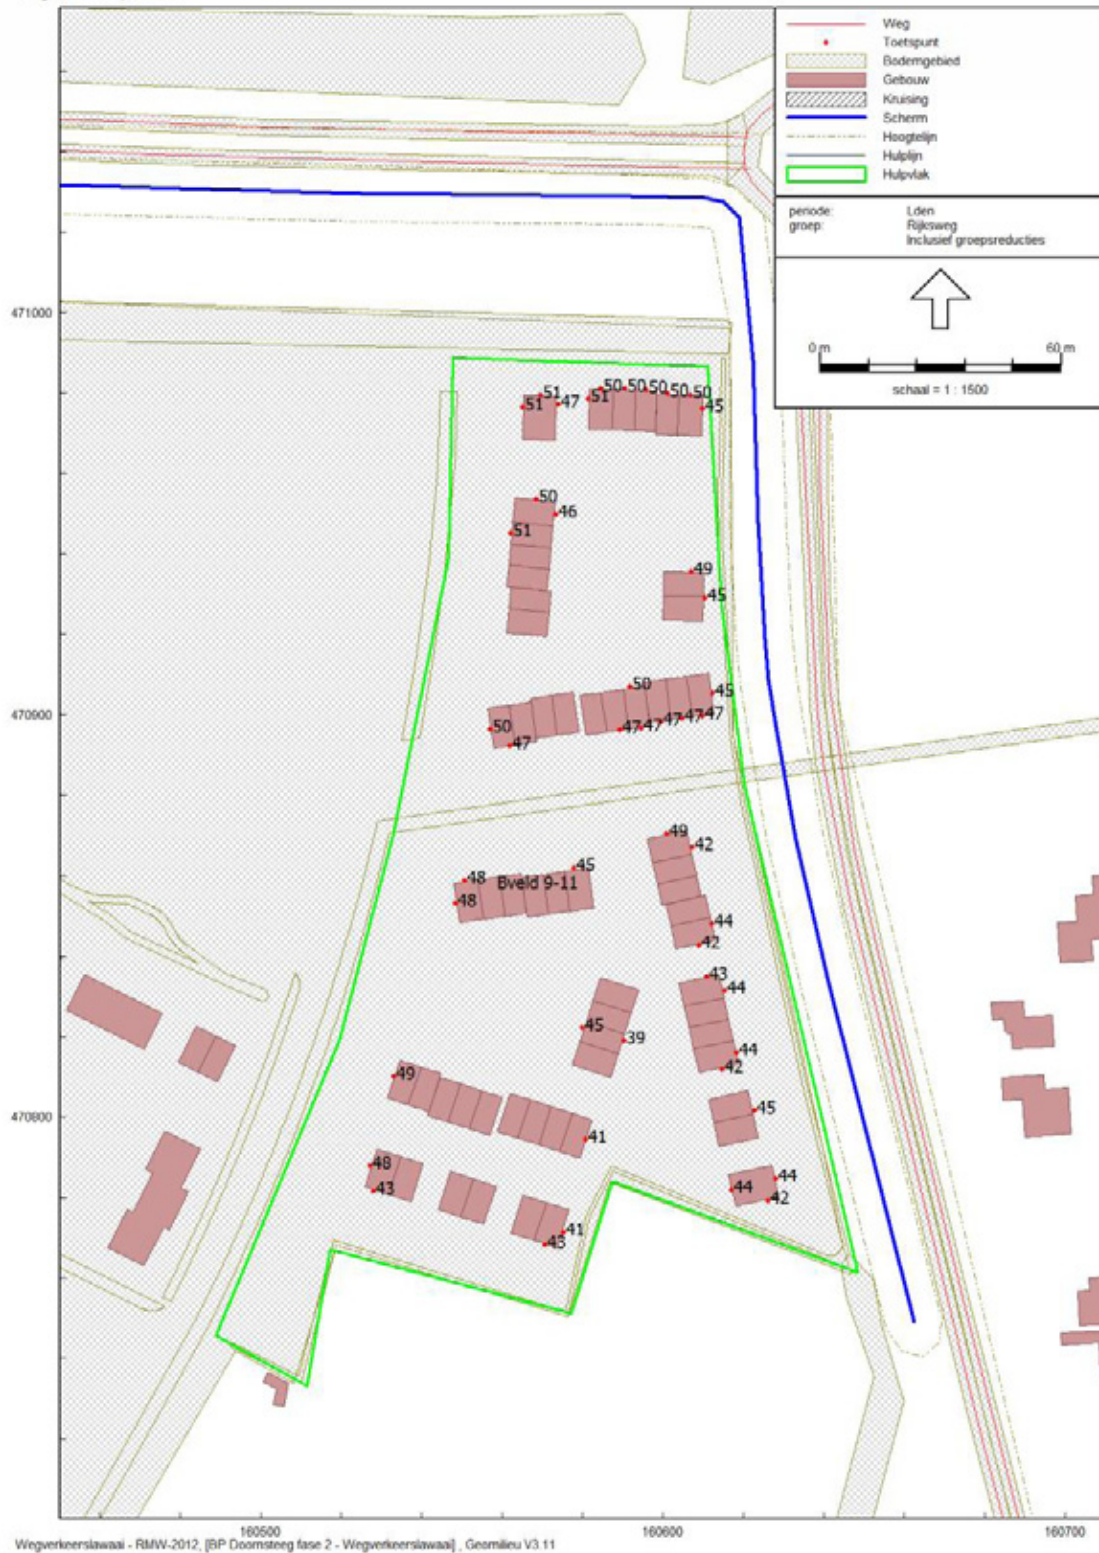 Weg
Toetspunt
Bodemgebied
Gebouw
Kruising
Scherm
Hoogtelijn
Hulplijn
Hulpvlak
periode: Lden
groep: Rijksweg
Inclusief groepsreducties
0 m 60 m
schaal = 1 : 1500
471000
51 51 47 51 50 50 50 50 50 45
50
46
51
49
45
50 45
50 47 47 47 47 47
47
470900
49
42
45
48 Bveld 9-11
48
44
42
43
44
45
39
44
42
49
45
470800
41
48
43
44
44
42
41
43
160500 160600 160700
Wegverkeerslawaai - RMW-2012, [BP Doornsteeg fase 2 - Wegverkeerslawaai] , Geomilieu V3.11